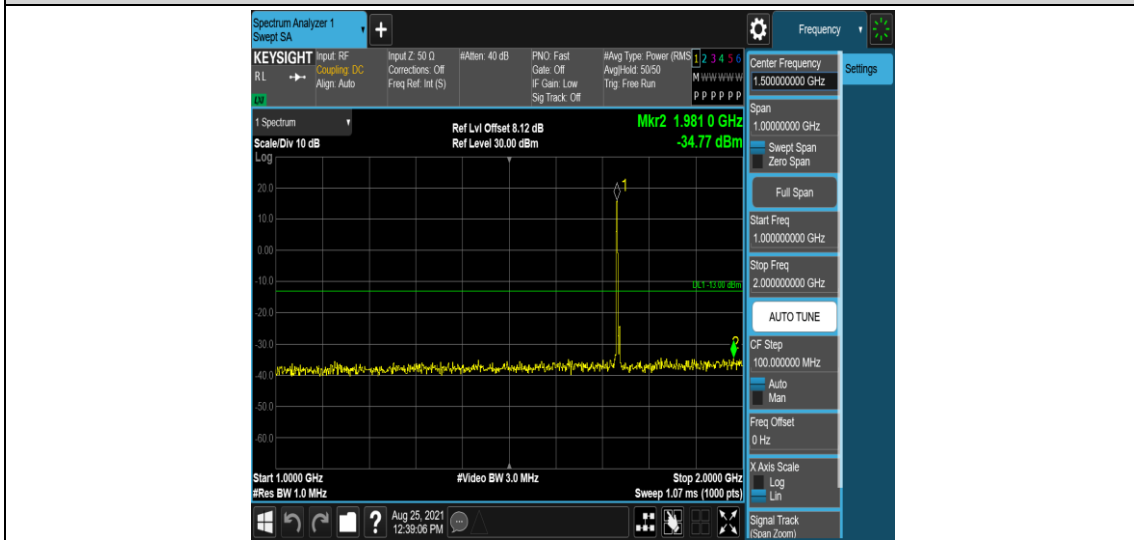 Spectrum Analyzer 1
Swept SA
+
Frequency
KEYSIGHT
RL
LXI
Input: RF
Coupling: DC
Align: Auto
Input Z: 50 Ω
Corrections: Off
Freq Ref: Int (S)
#Atten: 40 dB
PNO: Fast
Gate: Off
IF Gain: Low
Sig Track: Off
#Avg Type: Power (RMS
Avg|Hold: 50/50
Trig: Free Run
1 2 3 4 5 6
M W W W W W
P P P P P P
Center Frequency
1.500000000 GHz
Settings
Span
1.00000000 GHz
Swept Span
Zero Span
Full Span
Start Freq
1.000000000 GHz
Stop Freq
2.000000000 GHz
AUTO TUNE
CF Step
100.000000 MHz
Auto
Man
Freq Offset
0 Hz
X Axis Scale
Log
Lin
Signal Track
(Span Zoom)
1 Spectrum
Scale/Div 10 dB
Log
Ref Lvl Offset 8.12 dB
Ref Level 30.00 dBm
Mkr2 1.981 0 GHz
-34.77 dBm
20.0
10.0
0.00
-10.0
-20.0
-30.0
-40.0
-50.0
-60.0
1
DL1 -13.00 dBm
2
Start 1.0000 GHz
#Res BW 1.0 MHz
#Video BW 3.0 MHz
Stop 2.0000 GHz
Sweep 1.07 ms (1000 pts)
?
Aug 25, 2021
12:39:06 PM